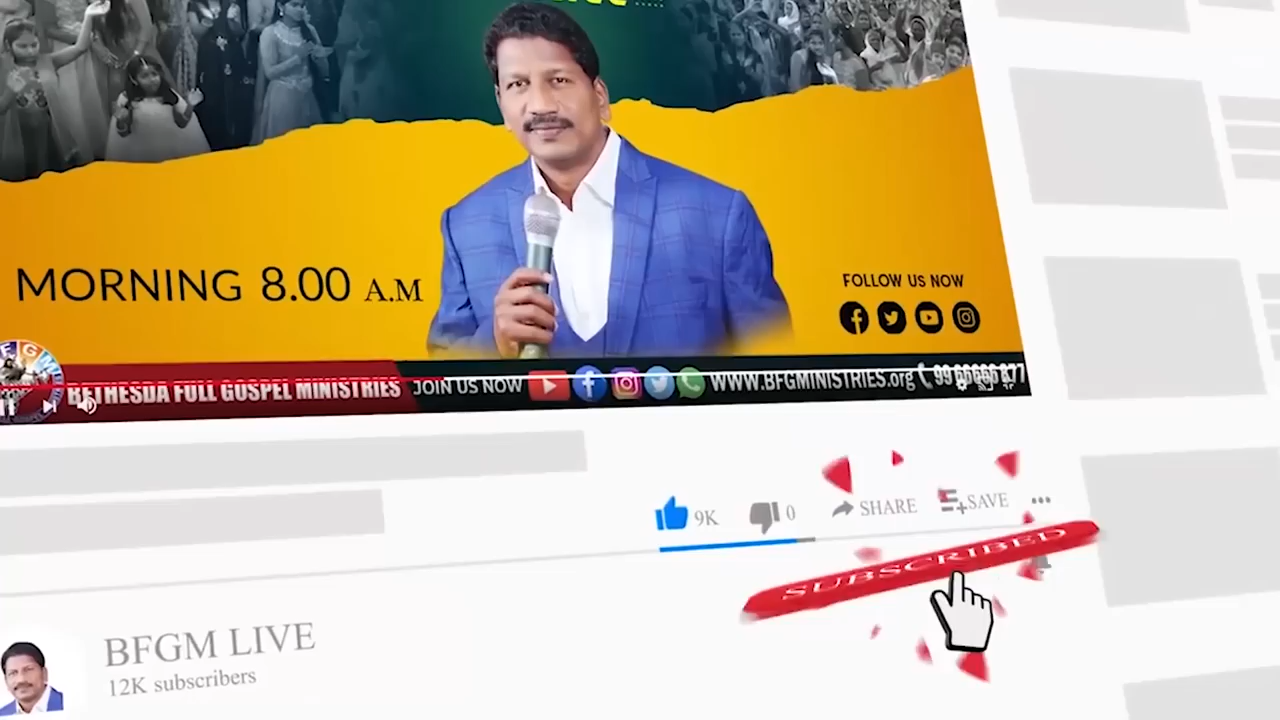 MORNING 8.00 A.M
FOLLOW US NOW
BETHESDA FULL GOSPEL MINISTRIES
JOIN US NOW
WWW.BFGMINISTRIES.org
9K
0
SHARE
SAVE
SUBSCRIBED
BFGM LIVE
12K subscribers